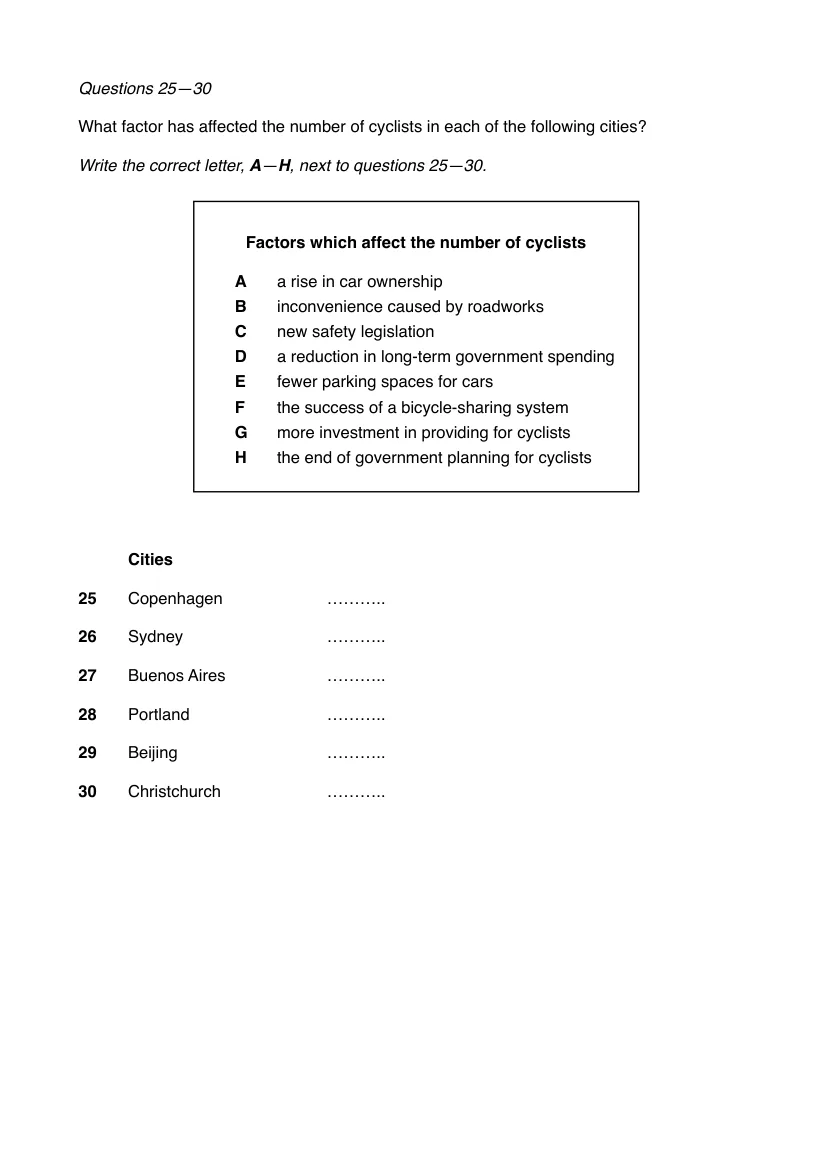 Questions 25—30
What factor has affected the number of cyclists in each of the following cities?
Write the correct letter, A—H, next to questions 25—30.
Factors which affect the number of cyclists
A a rise in car ownership
B inconvenience caused by roadworks
C new safety legislation
D a reduction in long-term government spending
E fewer parking spaces for cars
F the success of a bicycle-sharing system
G more investment in providing for cyclists
H the end of government planning for cyclists
Cities
25 Copenhagen ………..
26 Sydney ………..
27 Buenos Aires ………..
28 Portland ………..
29 Beijing ………..
30 Christchurch ………..